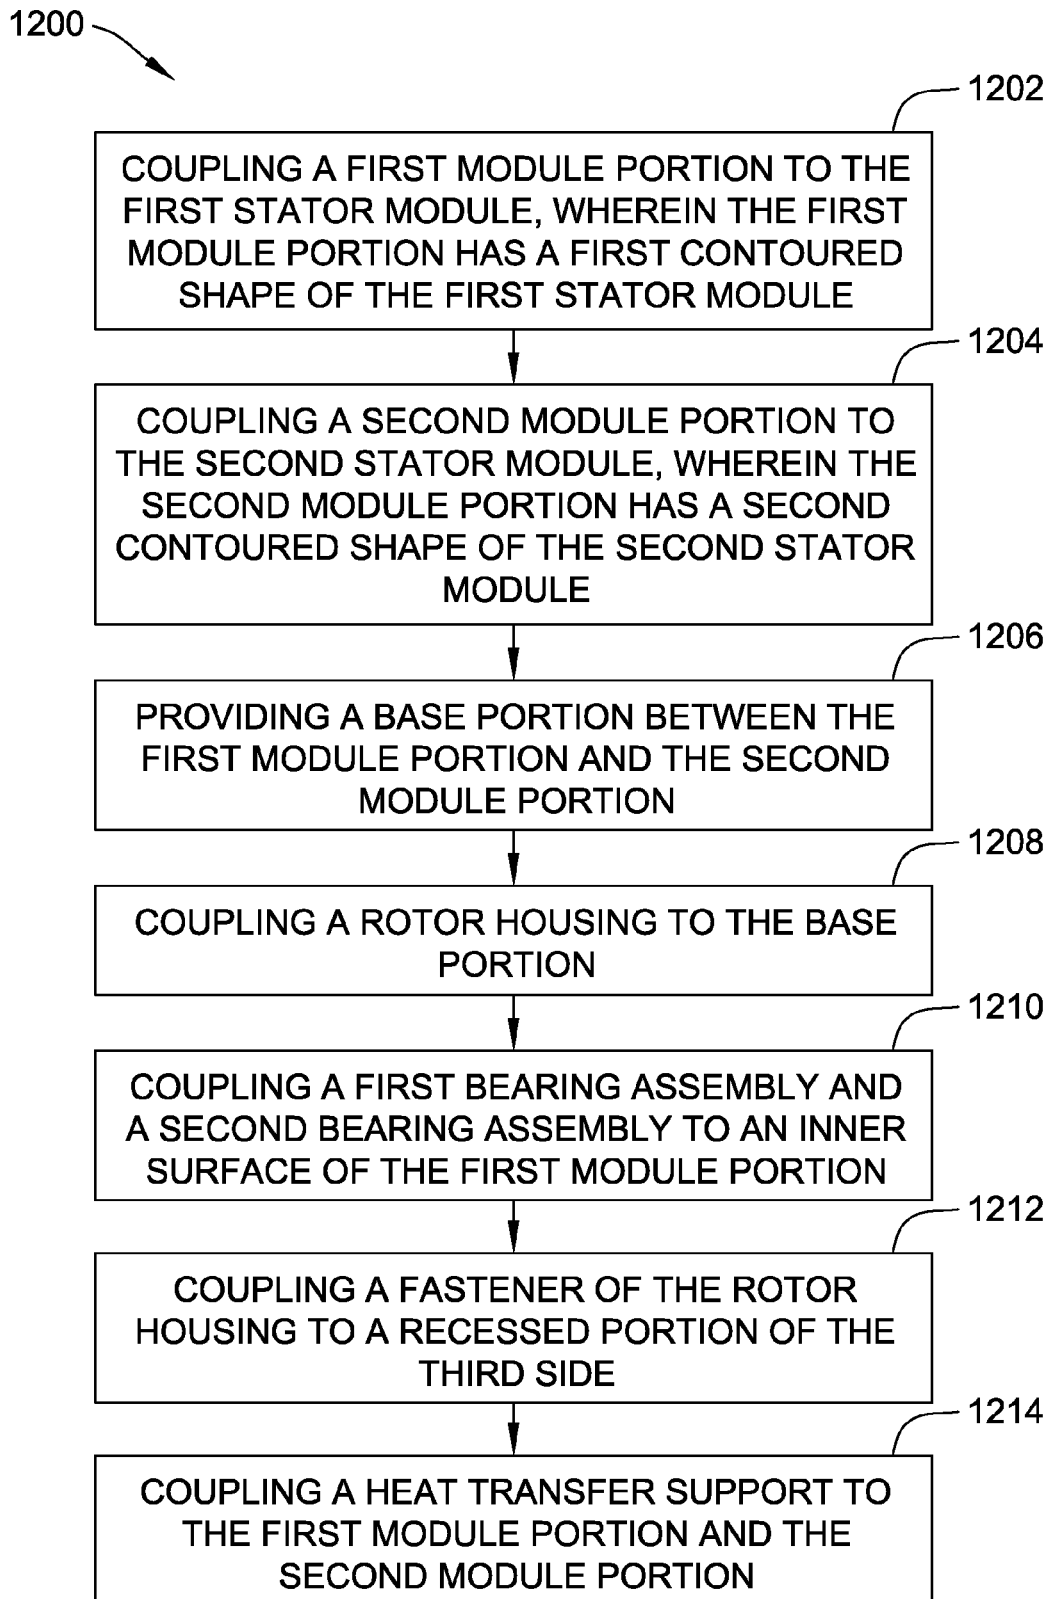 1200
1202
COUPLING A FIRST MODULE PORTION TO THE
FIRST STATOR MODULE, WHEREIN THE FIRST
MODULE PORTION HAS A FIRST CONTOURED
SHAPE OF THE FIRST STATOR MODULE
1204
COUPLING A SECOND MODULE PORTION TO
THE SECOND STATOR MODULE, WHEREIN THE
SECOND MODULE PORTION HAS A SECOND
CONTOURED SHAPE OF THE SECOND STATOR
MODULE
1206
PROVIDING A BASE PORTION BETWEEN THE
FIRST MODULE PORTION AND THE SECOND
MODULE PORTION
1208
COUPLING A ROTOR HOUSING TO THE BASE
PORTION
1210
COUPLING A FIRST BEARING ASSEMBLY AND
A SECOND BEARING ASSEMBLY TO AN INNER
SURFACE OF THE FIRST MODULE PORTION
1212
COUPLING A FASTENER OF THE ROTOR
HOUSING TO A RECESSED PORTION OF THE
THIRD SIDE
1214
COUPLING A HEAT TRANSFER SUPPORT TO
THE FIRST MODULE PORTION AND THE
SECOND MODULE PORTION